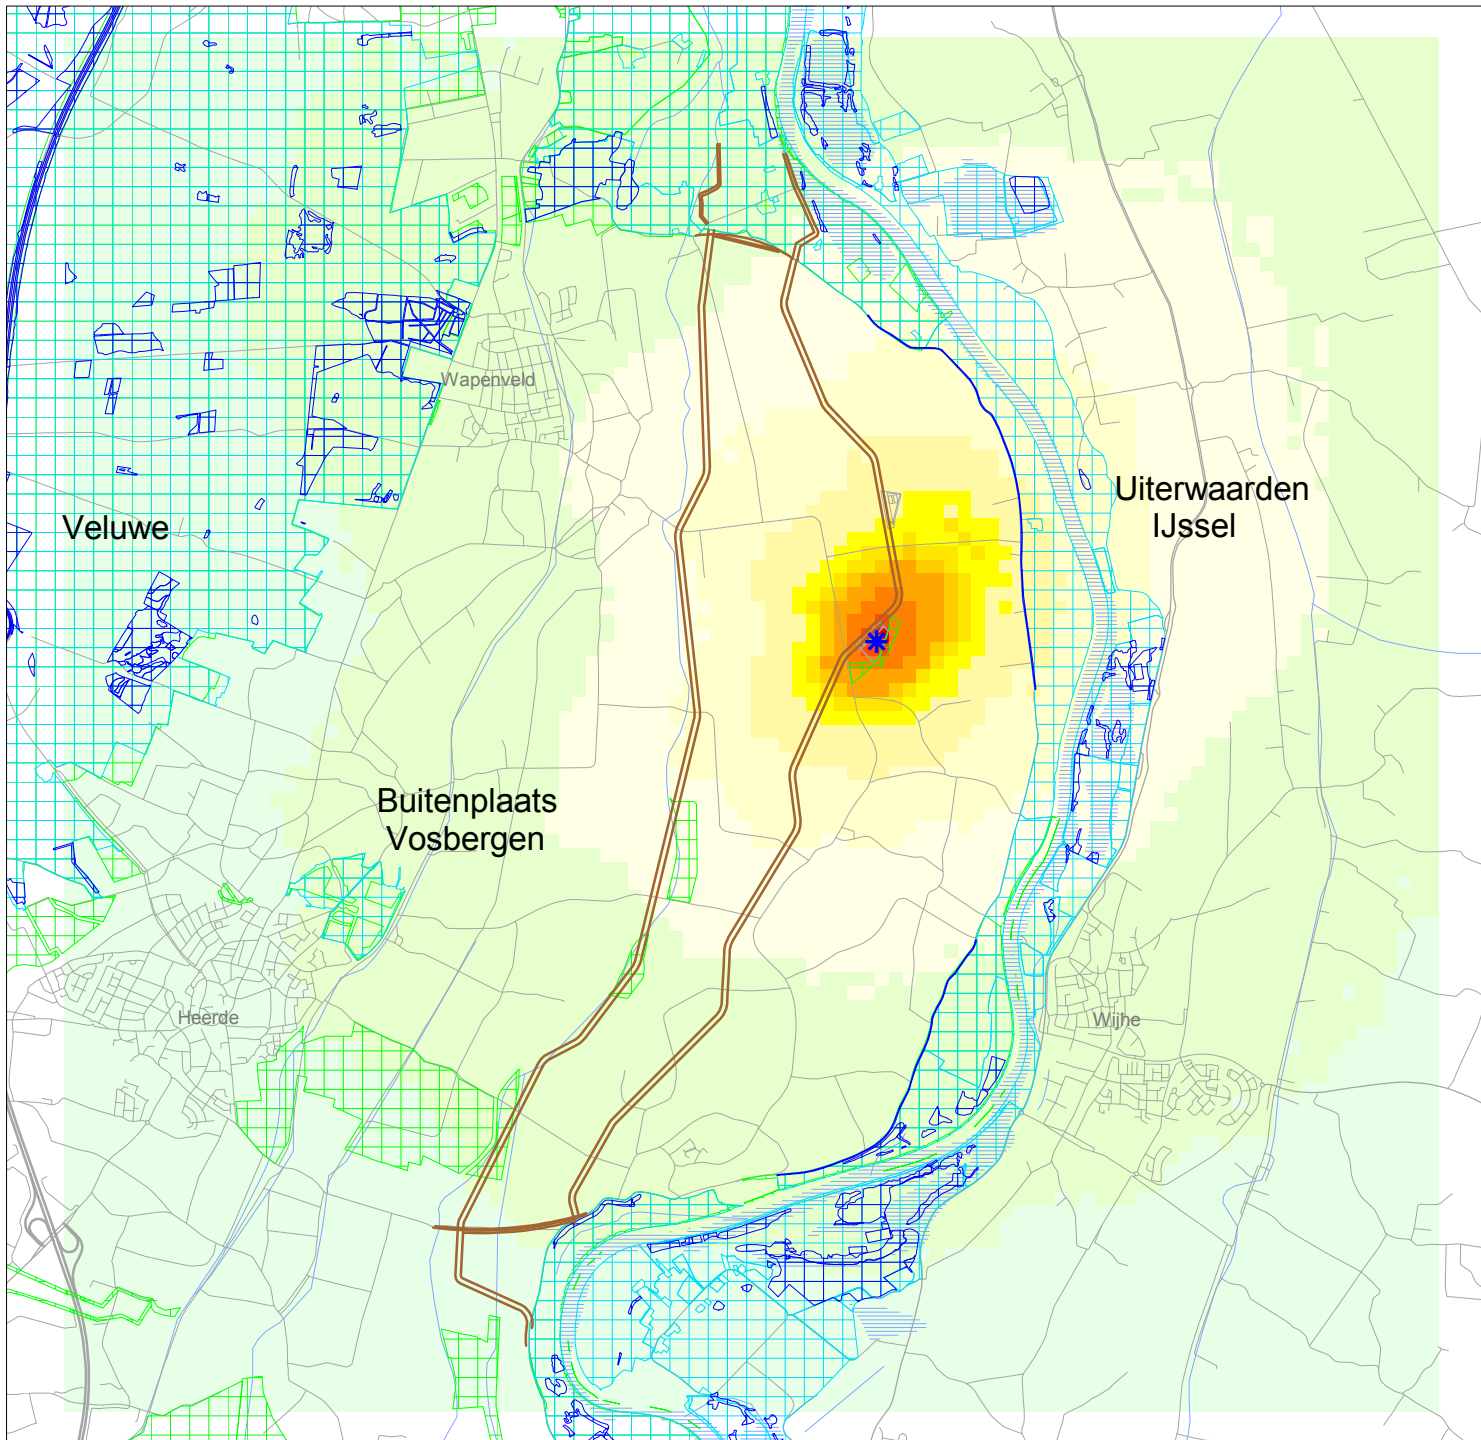 Wapenveld
Uiterwaarden
IJssel
Veluwe
Buitenplaats
Vosbergen
Heerde
Wijhe